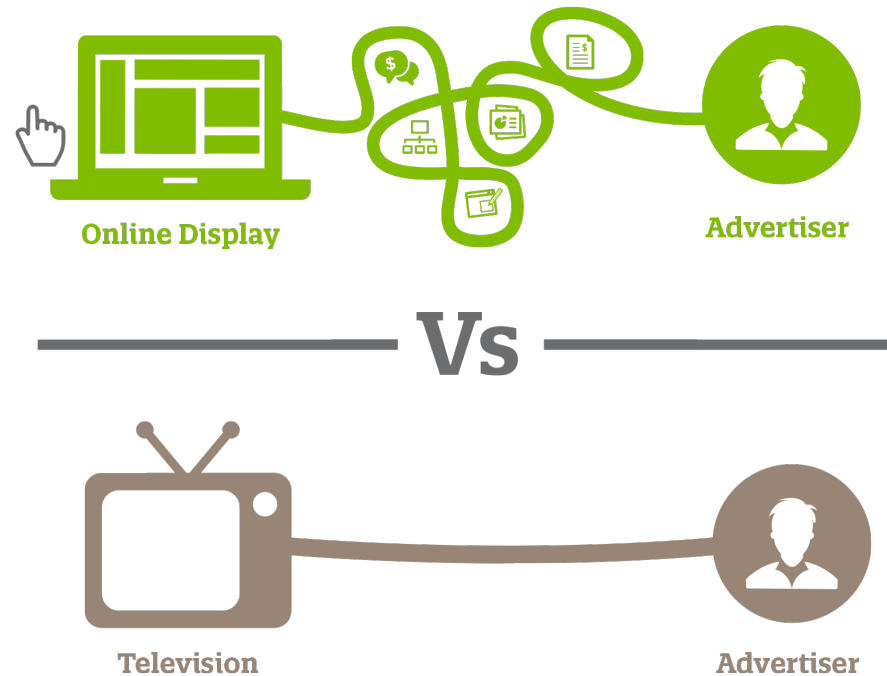 $
$
Online Display
Advertiser
Vs
Television
Advertiser